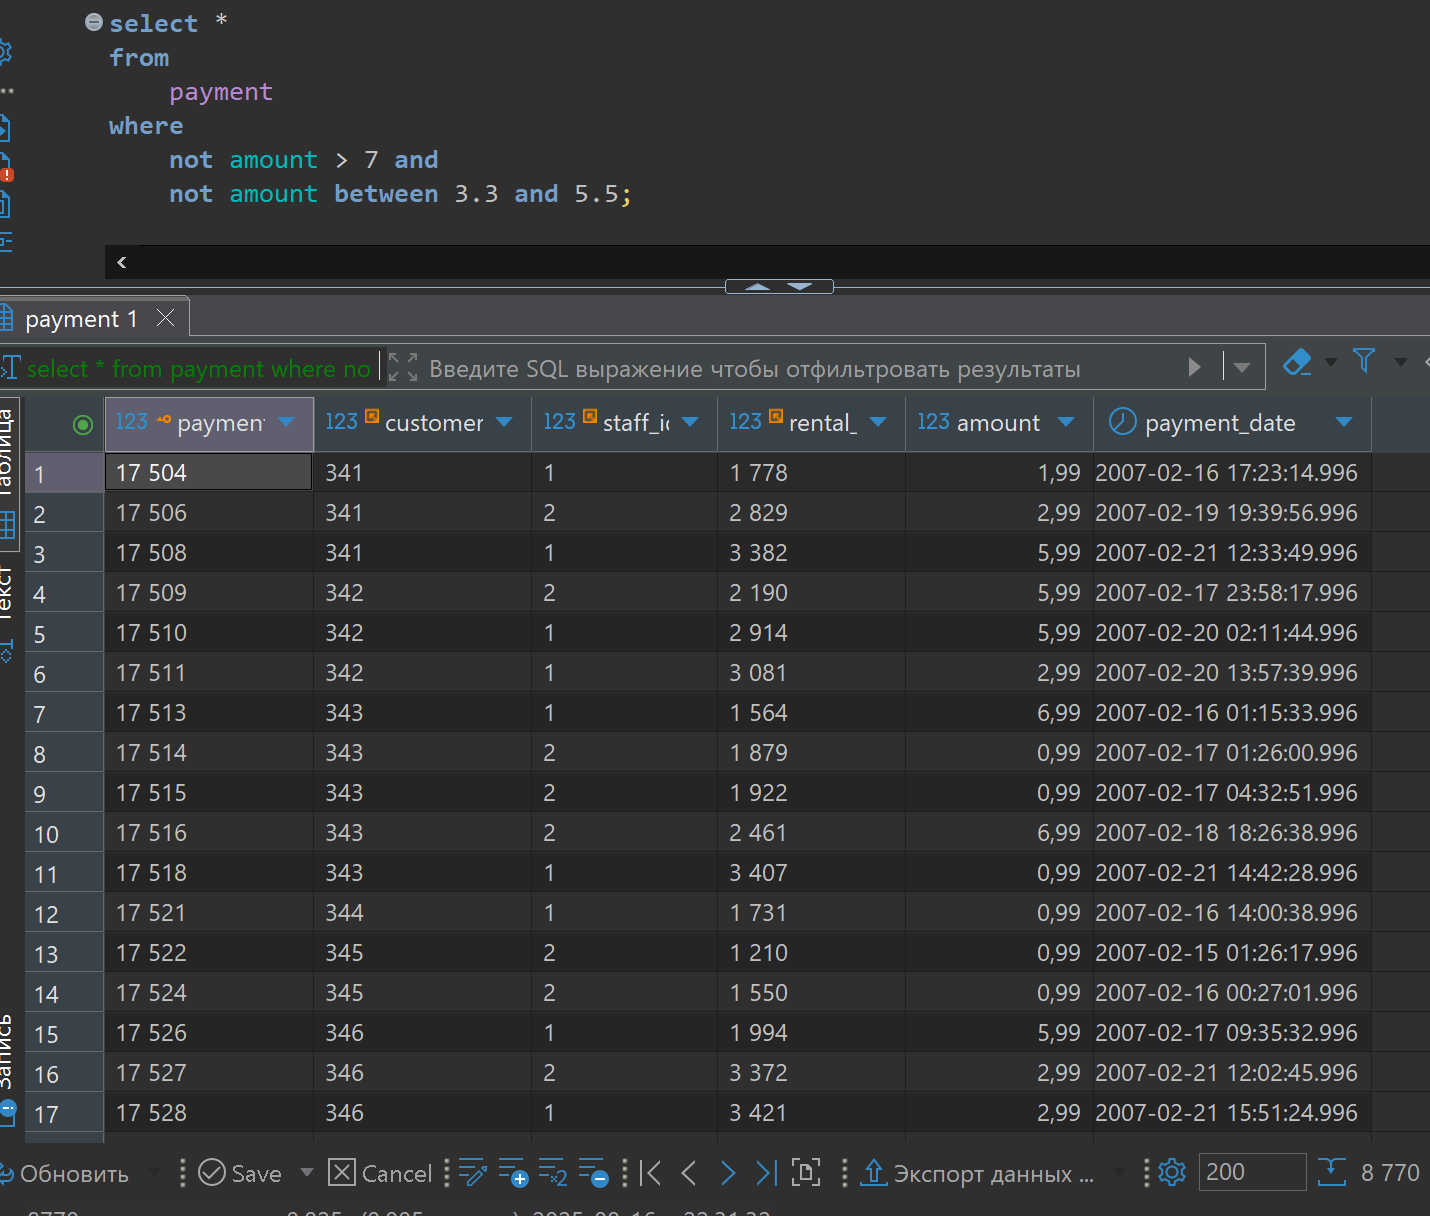 select *
from
payment
where
not amount > 7 and
not amount between 3.3 and 5.5;
payment 1
select * from payment where no
Введите SQL выражение чтобы отфильтровать результаты
Таблица
Текст
Запись
123 paymen 123 customer 123 staff_i 123 rental_ 123 amount payment_date
1 17 504 341 1 1 778 1,99 2007-02-16 17:23:14.996
2 17 506 341 2 2 829 2,99 2007-02-19 19:39:56.996
3 17 508 341 1 3 382 5,99 2007-02-21 12:33:49.996
4 17 509 342 2 2 190 5,99 2007-02-17 23:58:17.996
5 17 510 342 1 2 914 5,99 2007-02-20 02:11:44.996
6 17 511 342 1 3 081 2,99 2007-02-20 13:57:39.996
7 17 513 343 1 1 564 6,99 2007-02-16 01:15:33.996
8 17 514 343 2 1 879 0,99 2007-02-17 01:26:00.996
9 17 515 343 2 1 922 0,99 2007-02-17 04:32:51.996
10 17 516 343 2 2 461 6,99 2007-02-18 18:26:38.996
11 17 518 343 1 3 407 0,99 2007-02-21 14:42:28.996
12 17 521 344 1 1 731 0,99 2007-02-16 14:00:38.996
13 17 522 345 2 1 210 0,99 2007-02-15 01:26:17.996
14 17 524 345 2 1 550 0,99 2007-02-16 00:27:01.996
15 17 526 346 1 1 994 5,99 2007-02-17 09:35:32.996
16 17 527 346 2 3 372 2,99 2007-02-21 12:02:45.996
17 17 528 346 1 3 421 2,99 2007-02-21 15:51:24.996
Обновить Save Cancel Экспорт данных ... 200 8 770